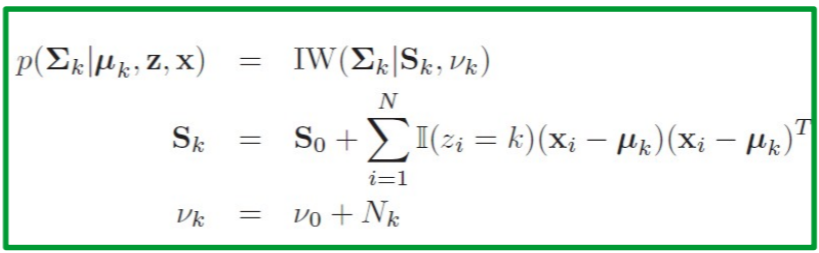 p(Σ_k|μ_k, z, x) = IW(Σ_k|S_k, ν_k)
S_k = S_0 + ∑_{i=1}^{N} 𝕀(z_i = k)(x_i − μ_k)(x_i − μ_k)^T
ν_k = ν_0 + N_k